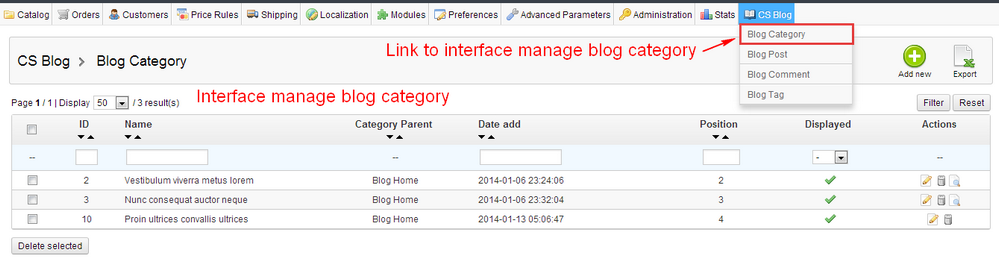 Catalog Orders Customers Price Rules Shipping Localization Modules Preferences Advanced Parameters Administration Stats CS Blog
Link to interface manage blog category
Blog Category
Blog Post
Blog Comment
Blog Tag
CS Blog > Blog Category
Add new Export
Interface manage blog category
Page 1 / 1 | Display 50 / 3 result(s)
Filter Reset
ID Name Category Parent Date add Position Displayed Actions
-- -- - --
2 Vestibulum viverra metus lorem Blog Home 2014-01-06 23:24:06 2
3 Nunc consequat auctor neque Blog Home 2014-01-06 23:32:04 3
10 Proin ultrices convallis ultrices Blog Home 2014-01-13 05:06:47 4
Delete selected